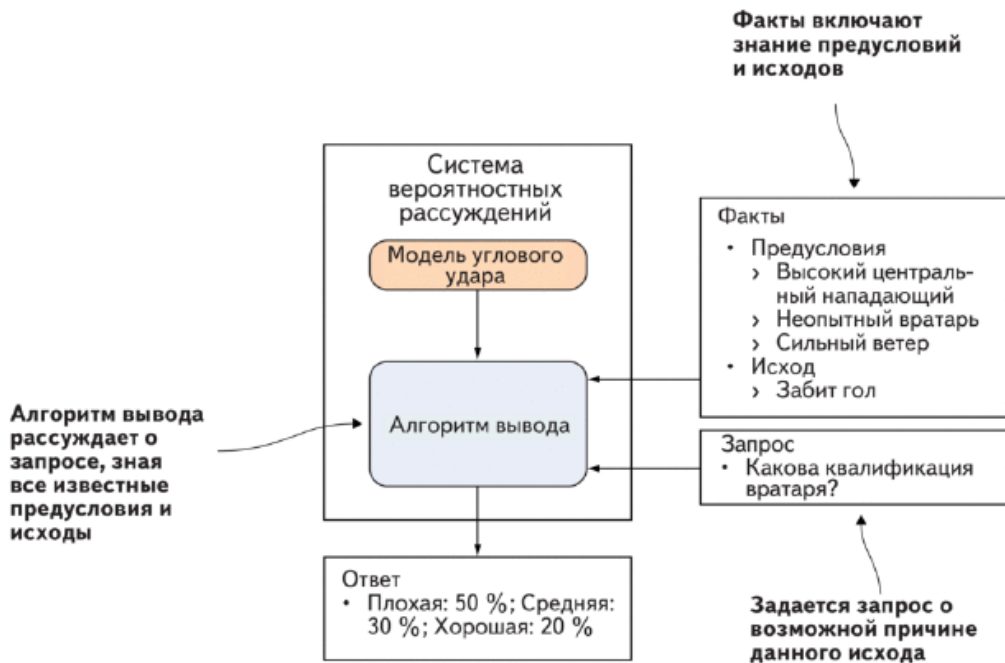 Факты включают
знание предусловий
и исходов
Система
вероятностных
рассуждений
Модель углового
удара
Алгоритм вывода
Факты
• Предусловия
› Высокий централь-
ный нападающий
› Неопытный вратарь
› Сильный ветер
• Исход
› Забит гол
Алгоритм вывода
рассуждает о
запросе, зная
все известные
предусловия и
исходы
Запрос
• Какова квалификация
вратаря?
Ответ
• Плохая: 50 %; Средняя:
30 %; Хорошая: 20 %
Задается запрос о
возможной причине
данного исхода